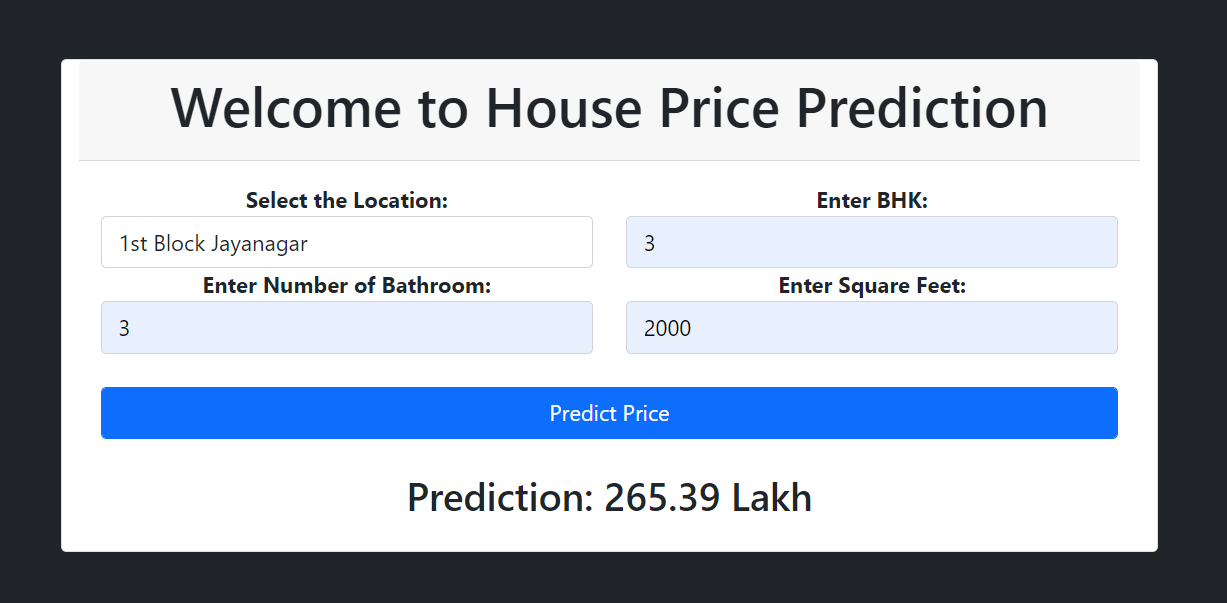 Welcome to House Price Prediction
Select the Location:
1st Block Jayanagar
Enter BHK:
3
Enter Number of Bathroom:
3
Enter Square Feet:
2000
Predict Price
Prediction: 265.39 Lakh